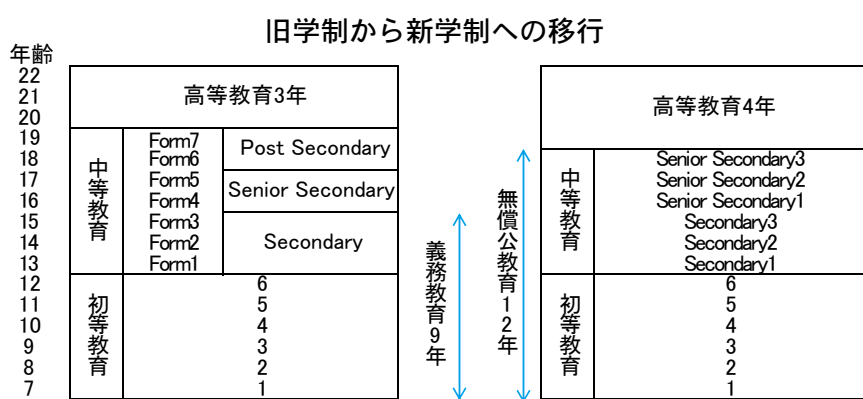 旧学制から新学制への移行
年齢
22
21
20
19
18
17
16
15
14
13
12
11
10
9
8
7
高等教育3年
中等教育
Form7
Form6
Form5
Form4
Form3
Form2
Form1
Post Secondary
Senior Secondary
Secondary
初等教育
6
5
4
3
2
1
義務教育9年
無償公教育12年
高等教育4年
中等教育
Senior Secondary3
Senior Secondary2
Senior Secondary1
Secondary3
Secondary2
Secondary1
初等教育
6
5
4
3
2
1